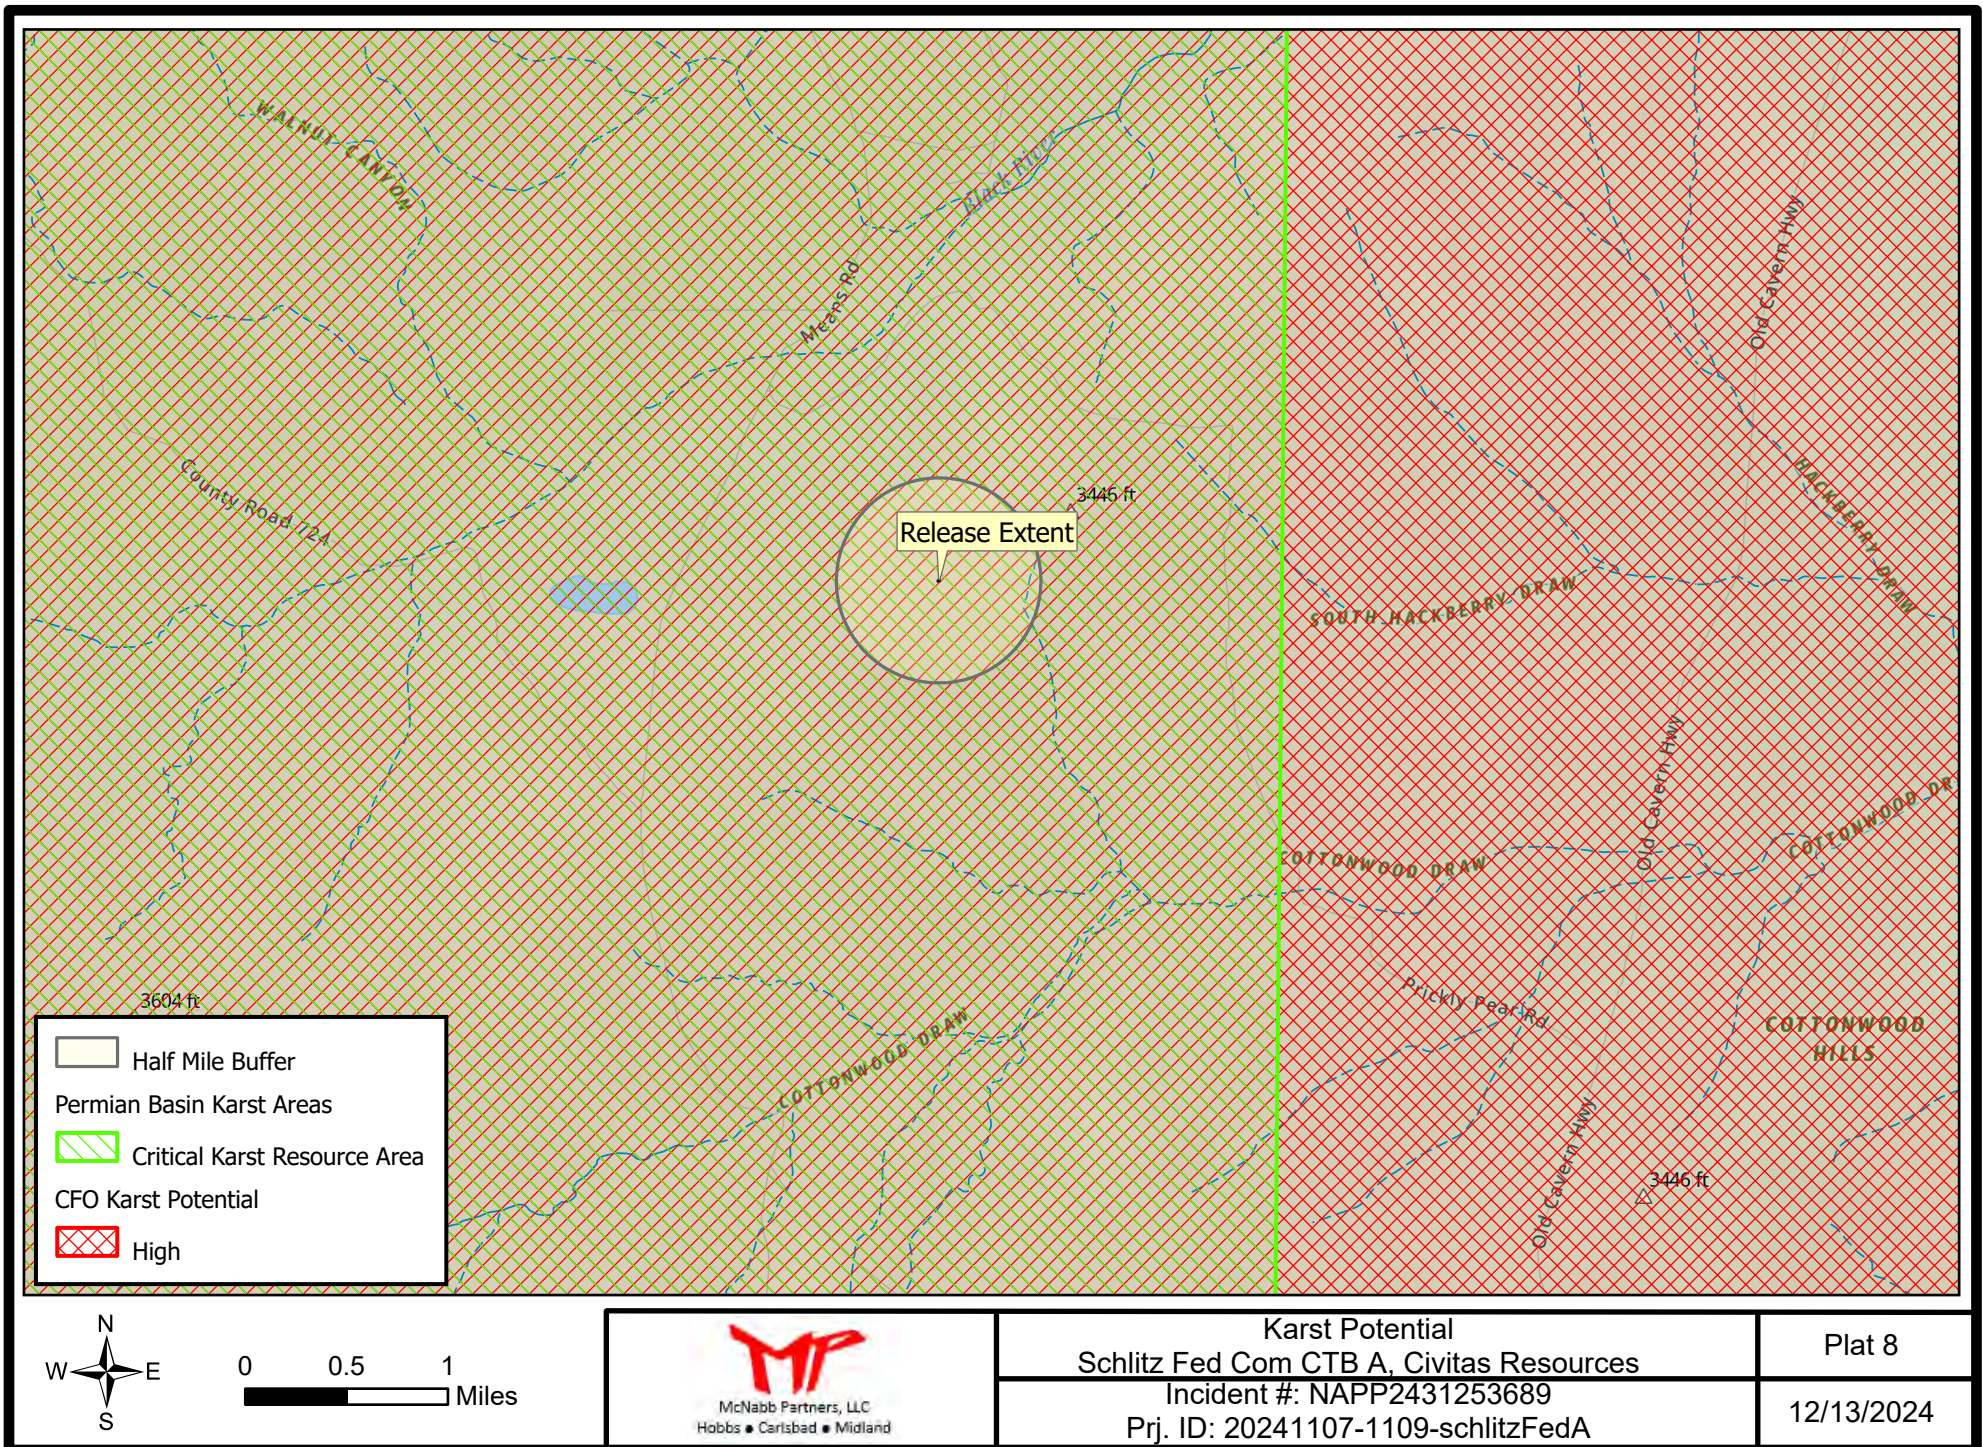 WALNUT CANYON
Black River
Means Rd
Old Cavern Hwy
County Road 724
3446 ft
Release Extent
HACKBERRY DRAW
SOUTH HACKBERRY DRAW
Old Cavern Hwy
COTTONWOOD DR
COTTONWOOD DRAW
Prickly Pear Rd
3604 ft
COTTONWOOD DRAW
COTTONWOOD
HILLS
Old Cavern Hwy
3446 ft
Half Mile Buffer
Permian Basin Karst Areas
Critical Karst Resource Area
CFO Karst Potential
High
N
W E
S
0 0.5 1
Miles
MP
McNabb Partners, LLC
Hobbs ● Carlsbad ● Midland
Karst Potential
Schlitz Fed Com CTB A, Civitas Resources
Incident #: NAPP2431253689
Prj. ID: 20241107-1109-schlitzFedA
Plat 8
12/13/2024